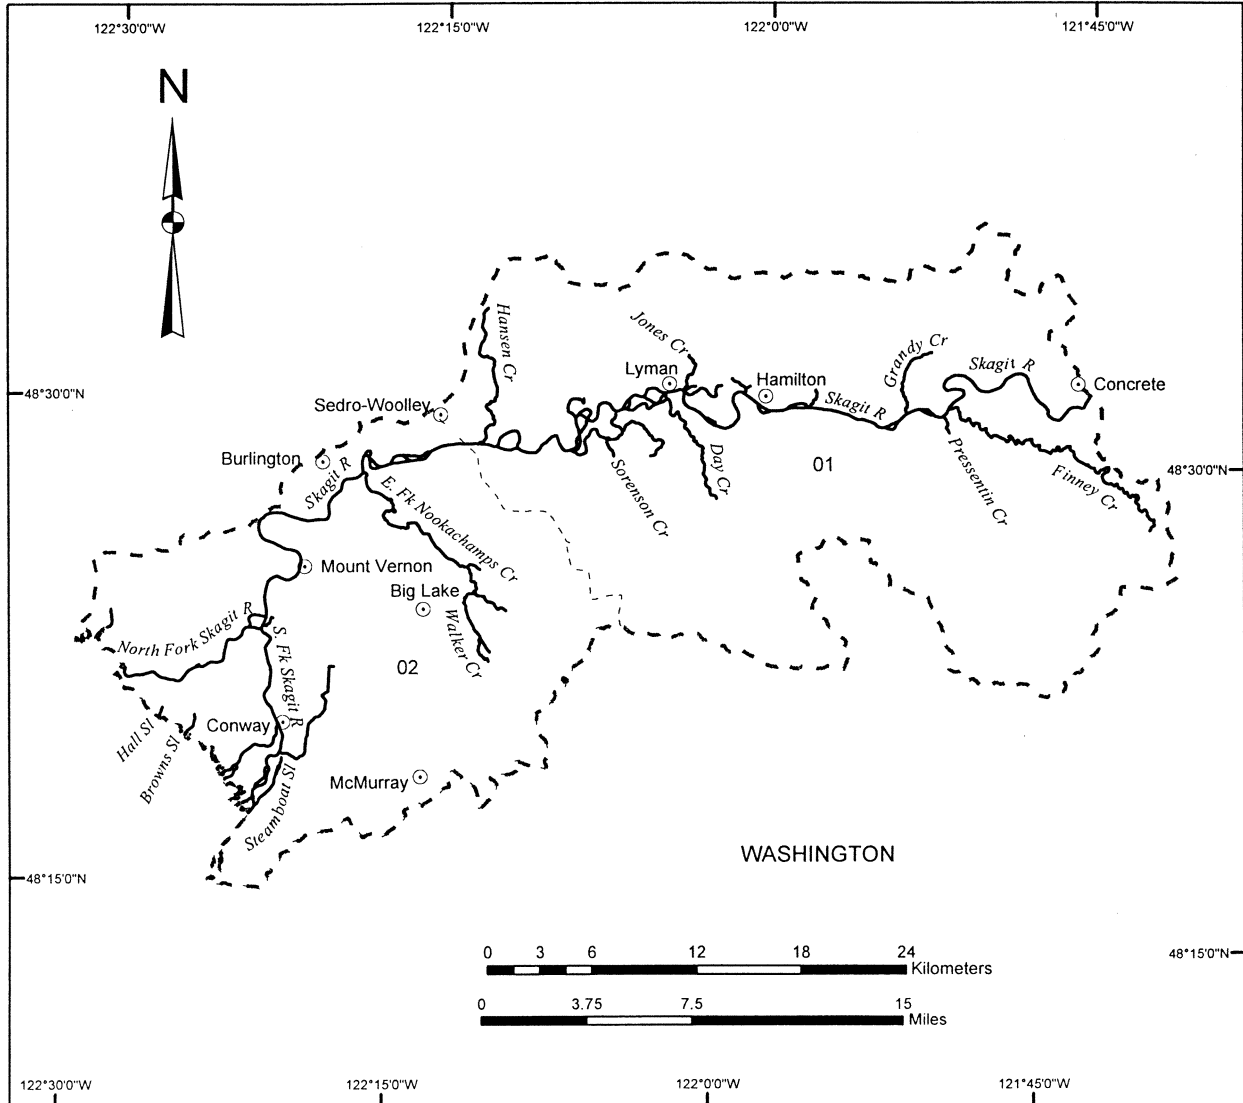 122°30'0"W
122°15'0"W
122°0'0"W
121°45'0"W
N
Hansen Cr
Jones Cr
Grandy Cr
Skagit R
Lyman
Hamilton
Concrete
48°30'0"N
Sedro-Woolley
Skagit R
Burlington
Skagit R
Day Cr
01
48°30'0"N
Sorenson Cr
Pressentin Cr
Finney Cr
E. Fk Nookachamps Cr
Mount Vernon
Big Lake
North Fork Skagit R
S. Fk Skagit R
Walker Cr
02
Hall Sl
Conway
Browns Sl
McMurray
Steamboat Sl
WASHINGTON
48°15'0"N
0 3 6 12 18 24
Kilometers
48°15'0"N
0 3.75 7.5 15
Miles
122°30'0"W
122°15'0"W
122°0'0"W
121°45'0"W